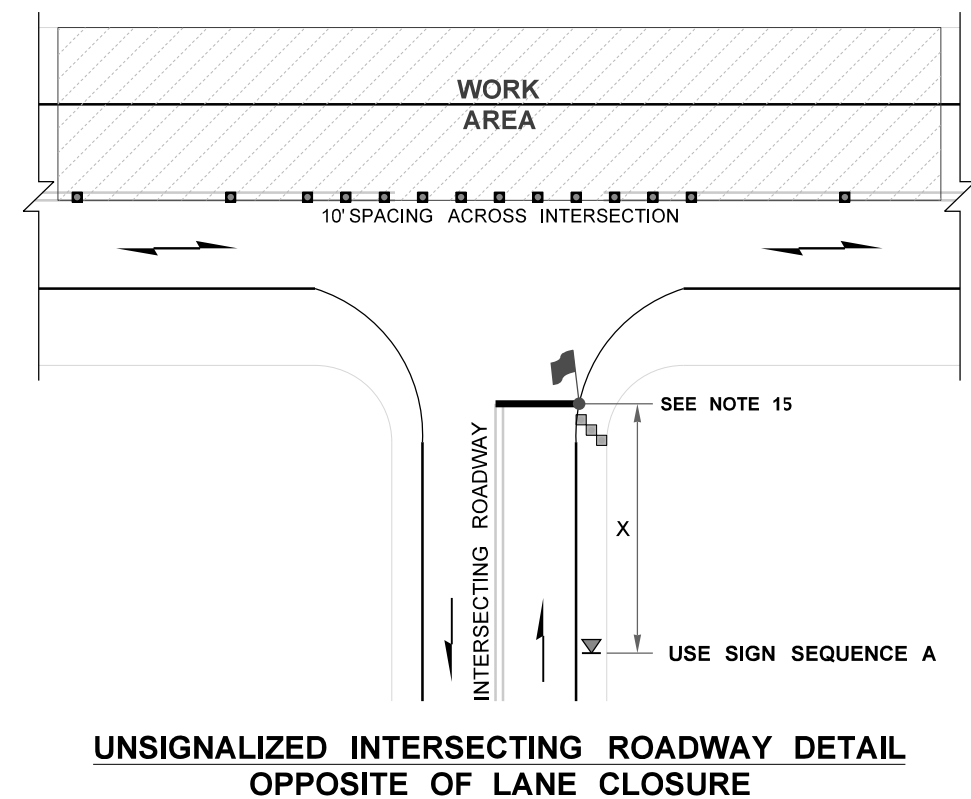 WORK
AREA
10' SPACING ACROSS INTERSECTION
SEE NOTE 15
INTERSECTING ROADWAY
X
USE SIGN SEQUENCE A
UNSIGNALIZED INTERSECTING ROADWAY DETAIL
OPPOSITE OF LANE CLOSURE